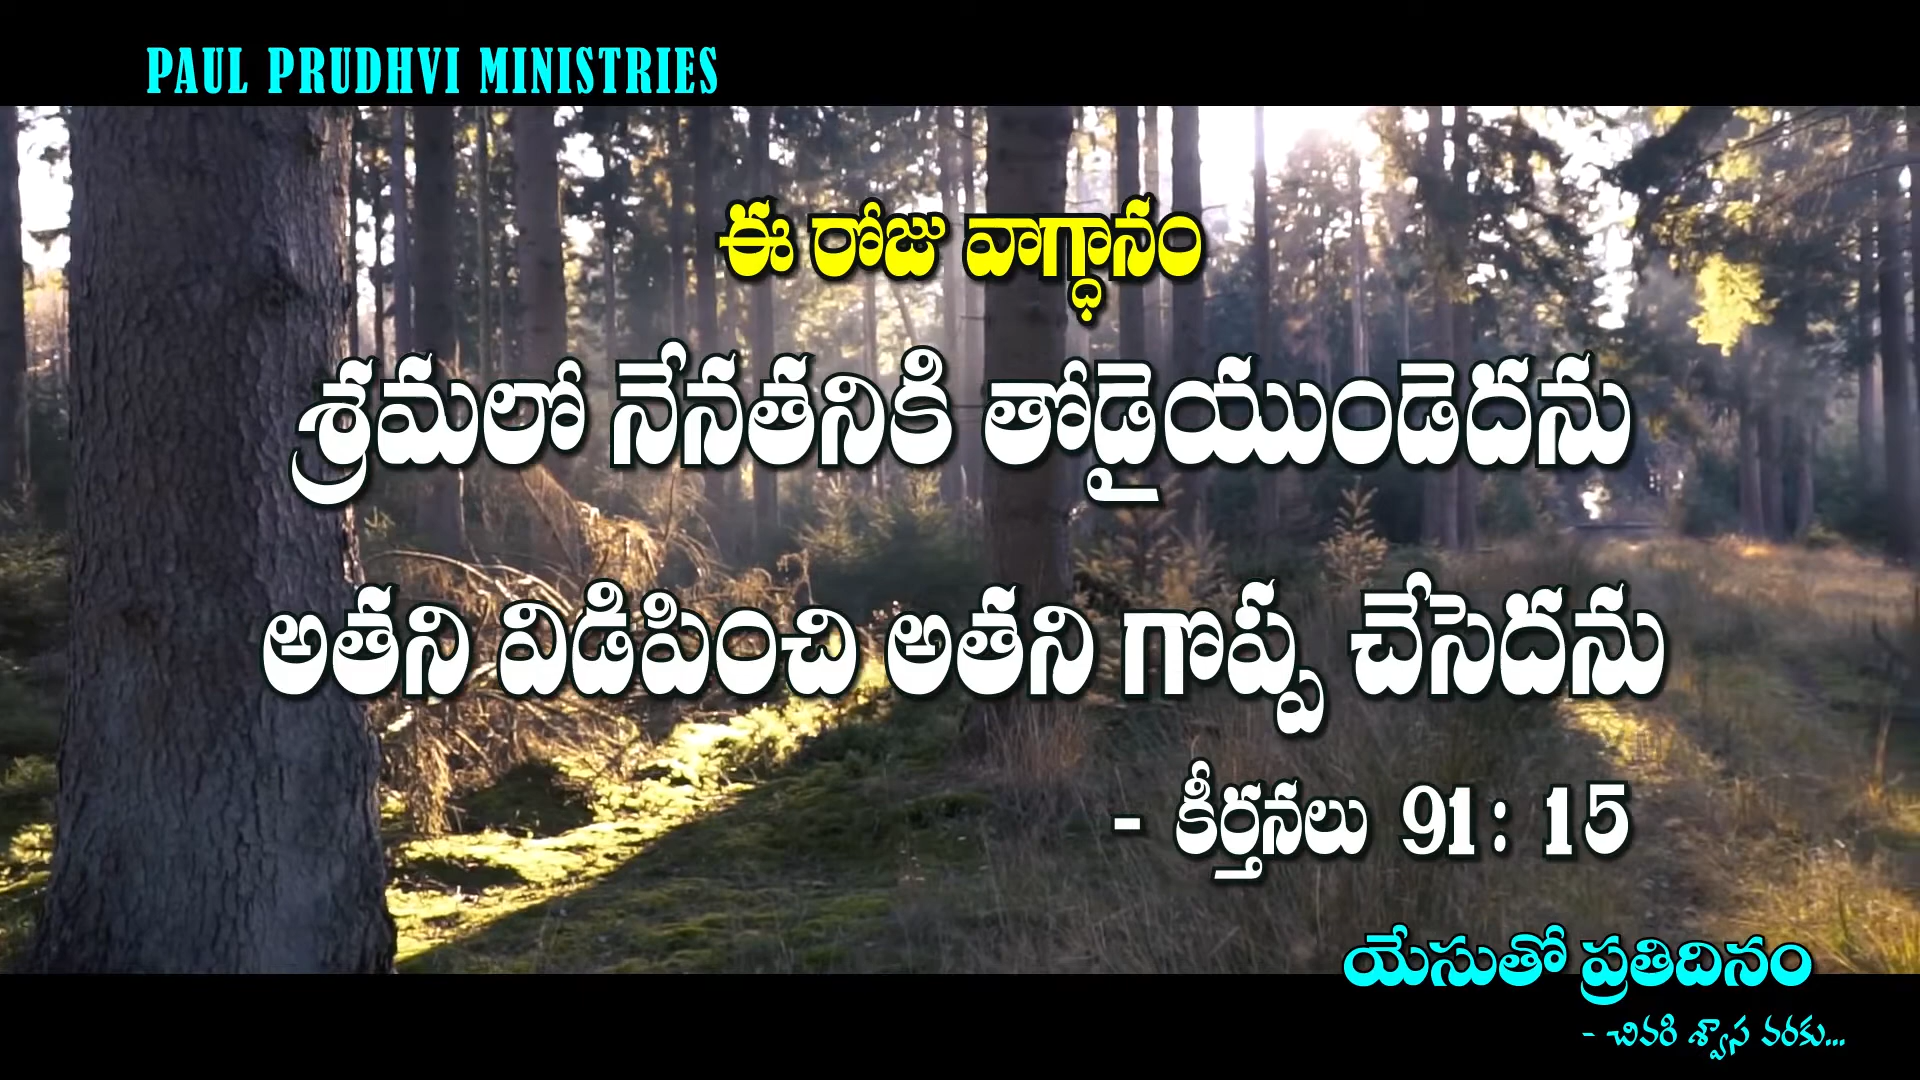 PAUL PRUDHVI MINISTRIES
ఈ రోజు వాగ్ధానం
శ్రమలో నేనతనికి తోడైయుండెదను
అతని విడిపించి అతని గొప్ప చేసెదను
- కీర్తనలు 91: 15
యేసుతో ప్రతిదినం
- చివరి శ్వాస వరకు...